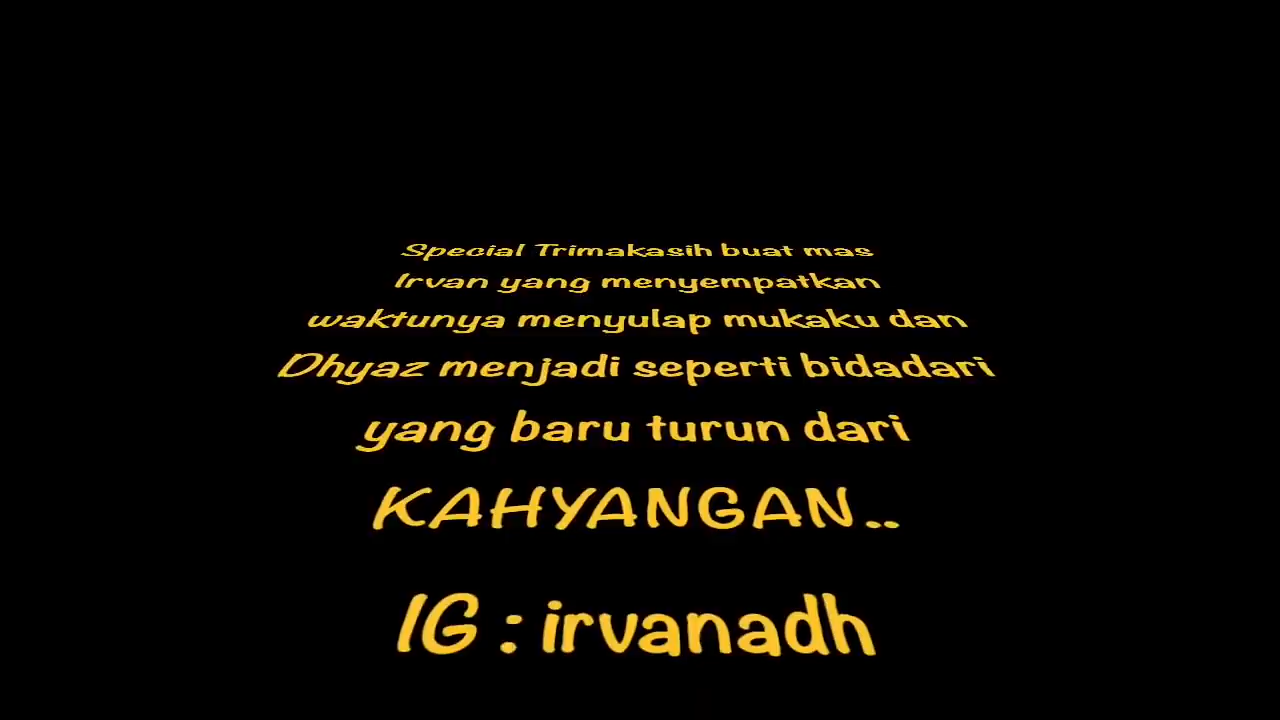 Special Trimakasih buat mas
Irvan yang menyempatkan
waktunya menyulap mukaku dan
Dhyaz menjadi seperti bidadari
yang baru turun dari
KAHYANGAN..
IG : irvanadh